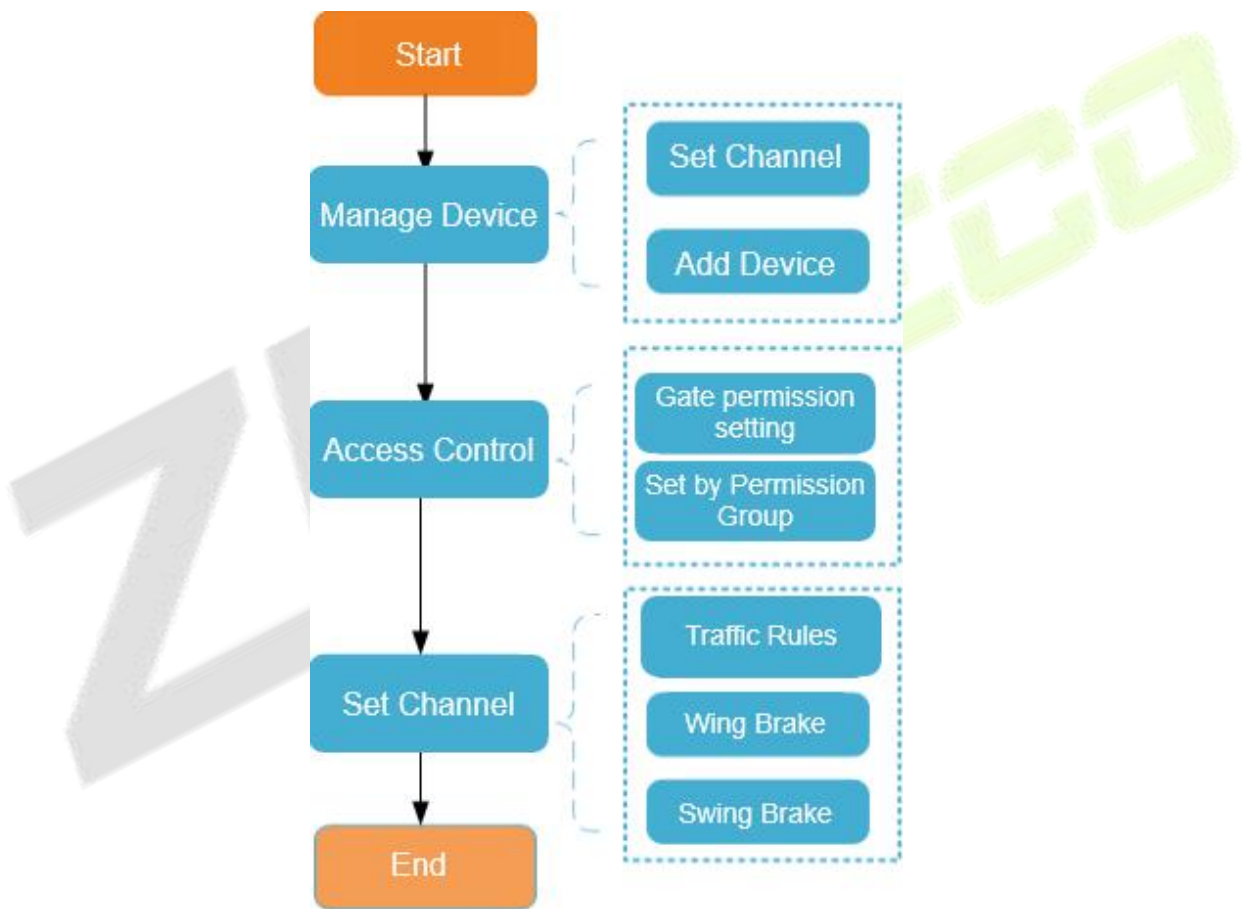 Start
Manage Device
Set Channel
Add Device
Access Control
Gate permission
setting
Set by Permission
Group
Set Channel
Traffic Rules
Wing Brake
Swing Brake
End